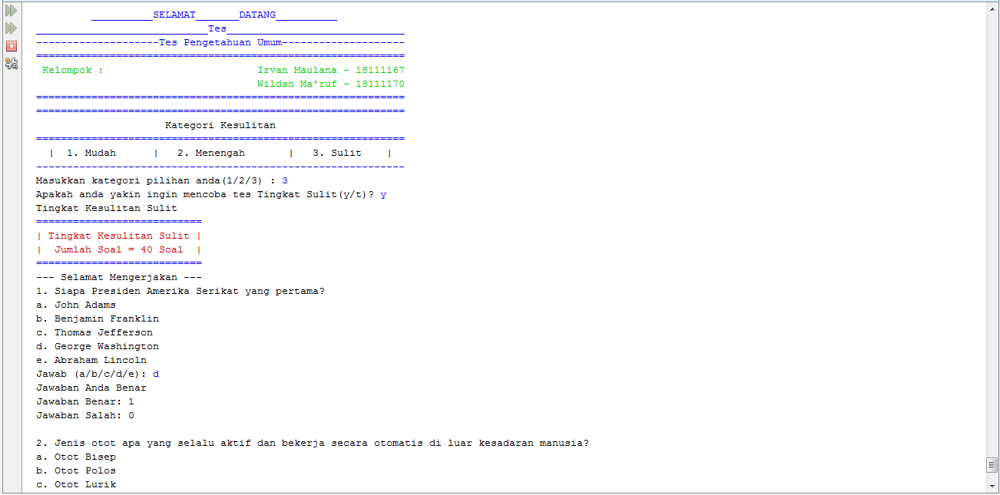 __________SELAMAT_______DATANG__________
____________________________Tes_____________________________
--------------------Tes Pengetahuan Umum--------------------
============================================================
Kelompok :                         Irvan Maulana - 18111167
Wildan Ma'ruf - 18111170
============================================================
============================================================
Kategori Kesulitan
============================================================
|  1. Mudah      |   2. Menengah       |   3. Sulit    |
------------------------------------------------------------
Masukkan kategori pilihan anda(1/2/3) : 3
Apakah anda yakin ingin mencoba tes Tingkat Sulit(y/t)? y
Tingkat Kesulitan Sulit
===========================
| Tingkat Kesulitan Sulit |
|  Jumlah Soal = 40 Soal  |
===========================
--- Selamat Mengerjakan ---
1. Siapa Presiden Amerika Serikat yang pertama?
a. John Adams
b. Benjamin Franklin
c. Thomas Jefferson
d. George Washington
e. Abraham Lincoln
Jawab (a/b/c/d/e): d
Jawaban Anda Benar
Jawaban Benar: 1
Jawaban Salah: 0
2. Jenis otot apa yang selalu aktif dan bekerja secara otomatis di luar kesadaran manusia?
a. Otot Bisep
b. Otot Polos
c. Otot Lurik